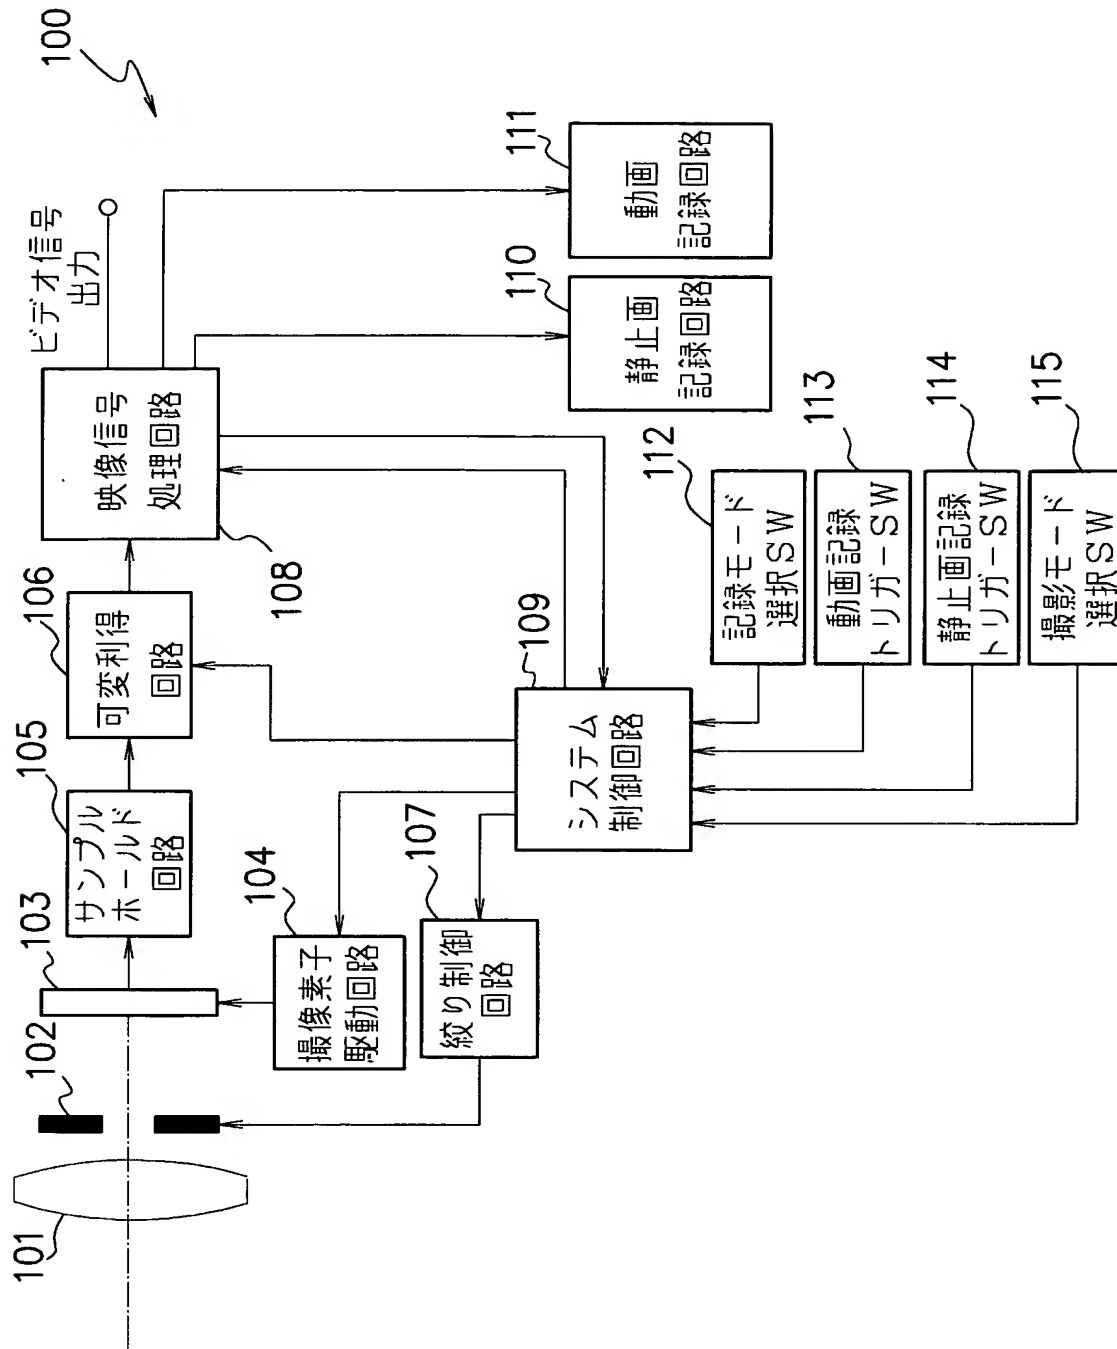 100
ビデオ信号
出力
101
102
103
サンプル
ホールド
回路
105
可変利得
回路
106
映像信号
処理回路
108
撮像素子
駆動回路
104
絞り制御
回路
107
システム
制御回路
109
静止画
記録回路
110
動画
記録回路
111
記録モード
選択SW
112
動画記録
トリガーSW
113
静止画記録
トリガーSW
114
撮影モード
選択SW
115